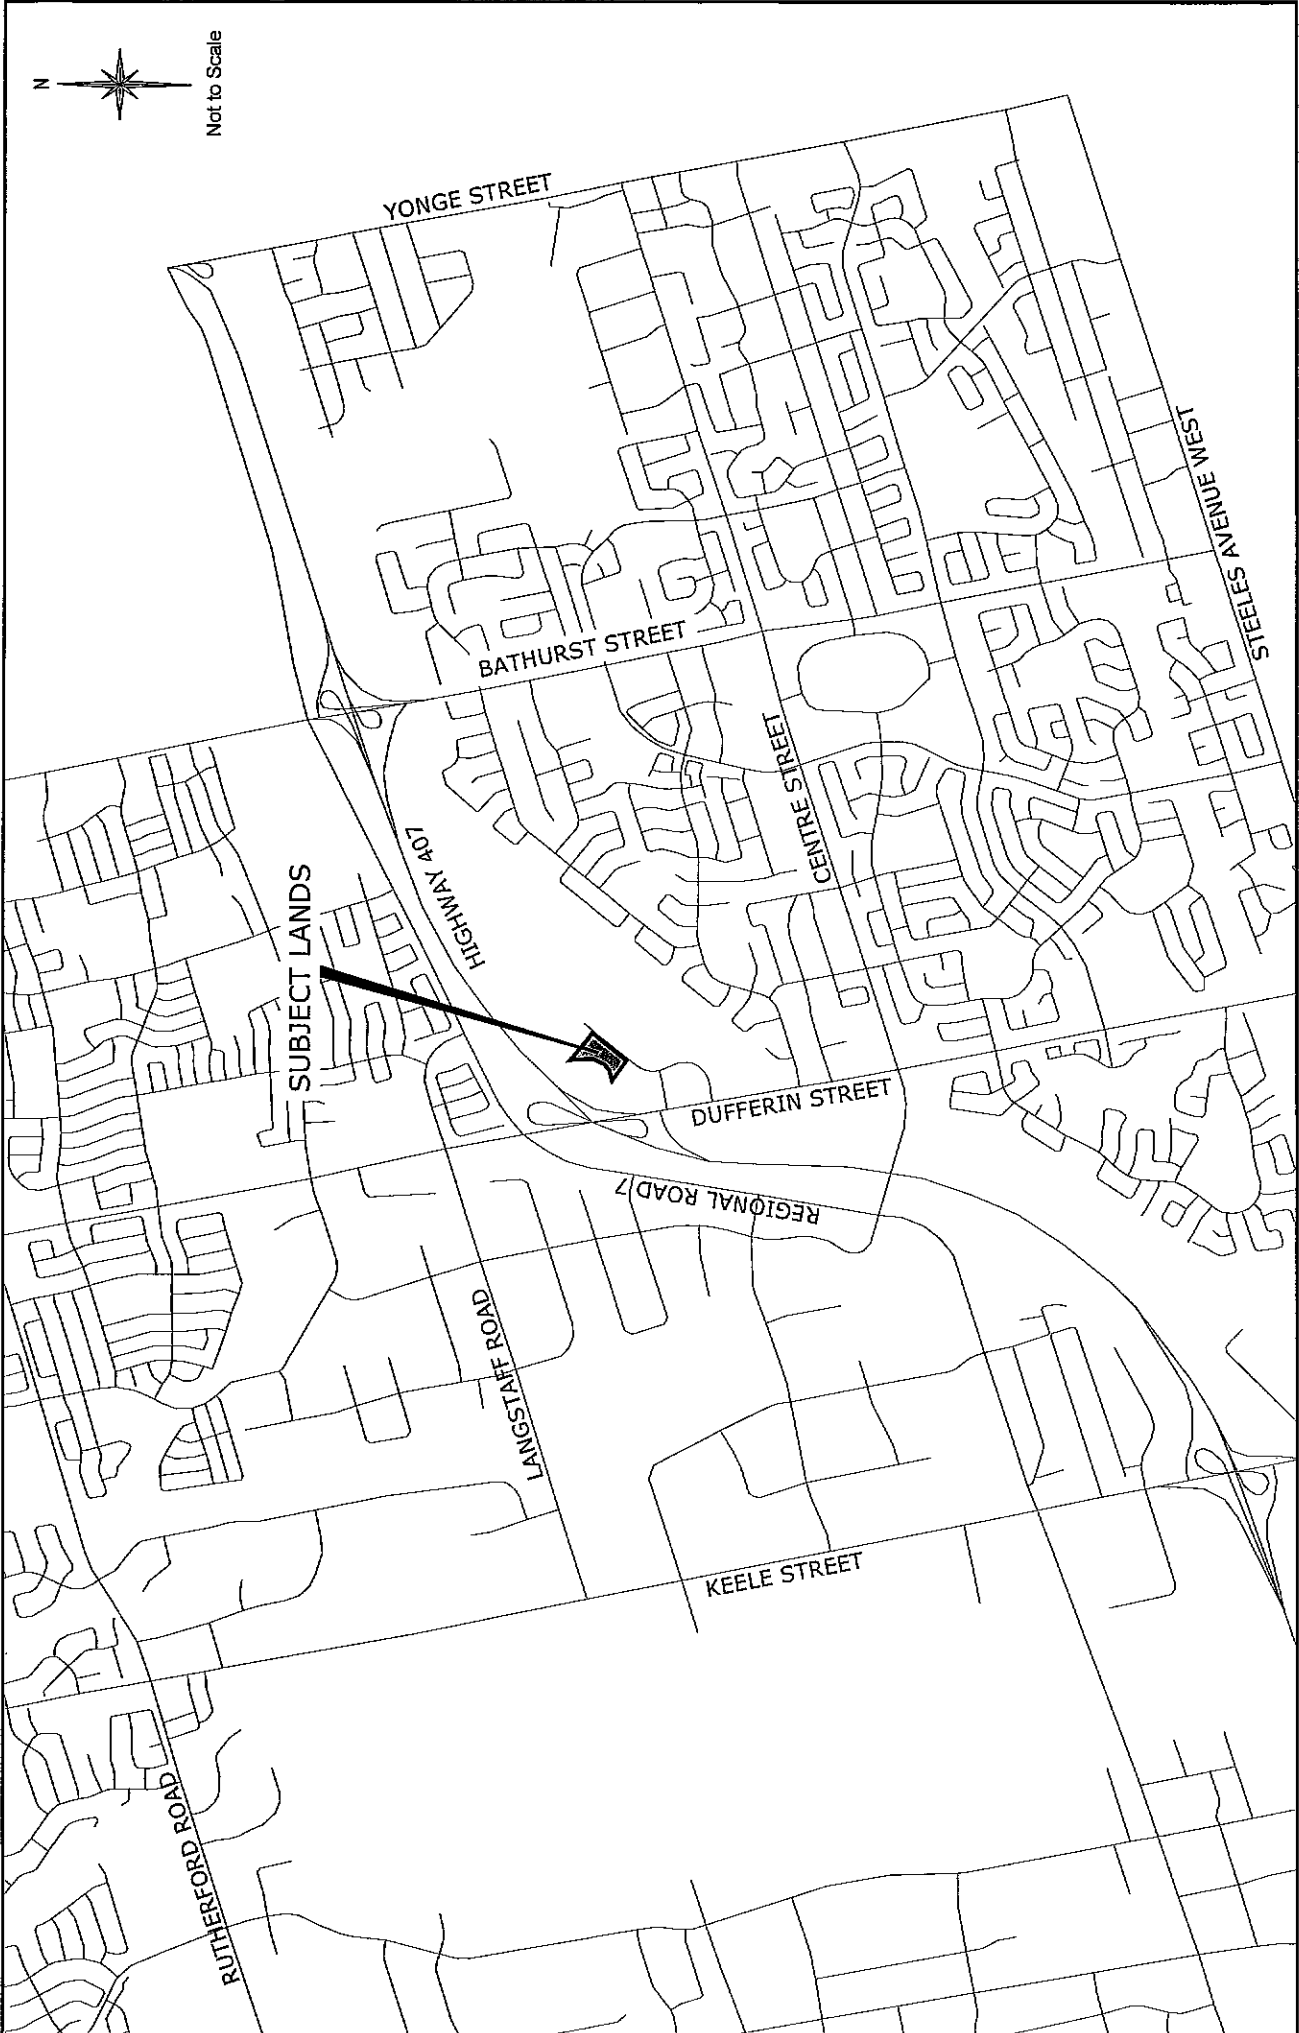 N
Not to Scale
YONGE STREET
BATHURST STREET
STEELES AVENUE WEST
CENTRE STREET
HIGHWAY 407
SUBJECT LANDS
DUFFERIN STREET
REGIONAL ROAD 7
LANGSTAFF ROAD
KEELE STREET
RUTHERFORD ROAD